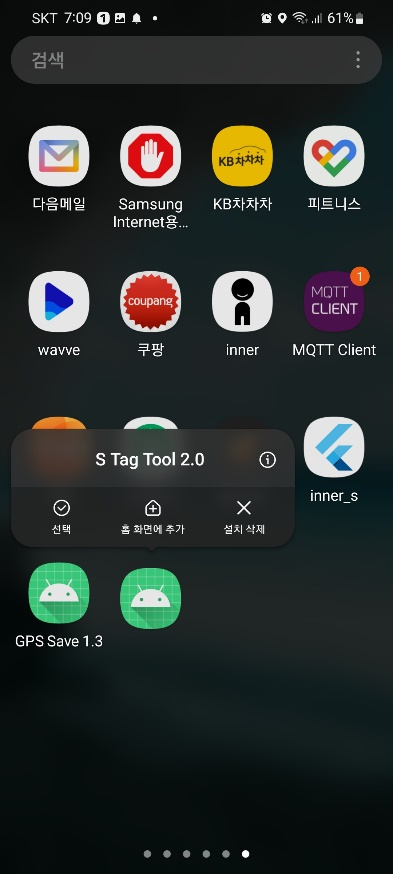 SKT 7:09 1 61%
검색
다음메일
Samsung
Internet용…
KB차차차
KB차차차
피트니스
wavve
coupang
쿠팡
inner
MQTT
CLIENT
1
MQTT Client
S Tag Tool 2.0
선택
홈 화면에 추가
설치 삭제
inner_s
GPS Save 1.3